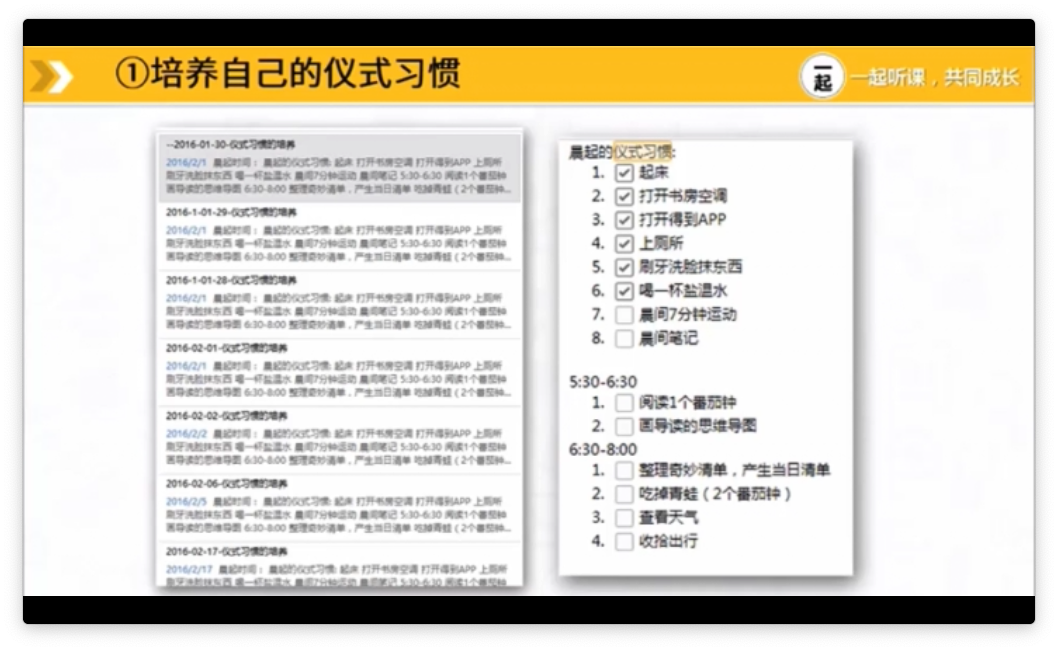 ①培养自己的仪式习惯
一起
一起听课，共同成长
--2016-01-30-仪式习惯的培养
2016/2/1 晨起时间： 晨起的仪式习惯: 起床 打开书房空调 打开得到APP 上厕所
刷牙洗脸抹东西 喝一杯盐温水 晨间7分钟运动 晨间笔记 5:30-6:30 阅读1个番茄钟
画导读的思维导图 6:30-8:00 整理奇妙清单，产生当日清单 吃掉青蛙（2个番茄钟...
2016-1-01-29-仪式习惯的培养
2016/2/1 晨起时间： 晨起的仪式习惯: 起床 打开书房空调 打开得到APP 上厕所
刷牙洗脸抹东西 喝一杯盐温水 晨间7分钟运动 晨间笔记 5:30-6:30 阅读1个番茄钟
画导读的思维导图 6:30-8:00 整理奇妙清单，产生当日清单 吃掉青蛙（2个番茄钟...
2016-1-01-28-仪式习惯的培养
2016/2/1 晨起时间： 晨起的仪式习惯: 起床 打开书房空调 打开得到APP 上厕所
刷牙洗脸抹东西 喝一杯盐温水 晨间7分钟运动 晨间笔记 5:30-6:30 阅读1个番茄钟
画导读的思维导图 6:30-8:00 整理奇妙清单，产生当日清单 吃掉青蛙（2个番茄钟...
2016-02-01-仪式习惯的培养
2016/2/1 晨起时间： 晨起的仪式习惯: 起床 打开书房空调 打开得到APP 上厕所
刷牙洗脸抹东西 喝一杯盐温水 晨间7分钟运动 晨间笔记 5:30-6:30 阅读1个番茄钟
画导读的思维导图 6:30-8:00 整理奇妙清单，产生当日清单 吃掉青蛙（2个番茄钟...
2016-02-02-仪式习惯的培养
2016/2/2 晨起时间： 晨起的仪式习惯: 起床 打开书房空调 打开得到APP 上厕所
刷牙洗脸抹东西 喝一杯盐温水 晨间7分钟运动 晨间笔记 5:30-6:30 阅读1个番茄钟
画导读的思维导图 6:30-8:00 整理奇妙清单，产生当日清单 吃掉青蛙（2个番茄钟...
2016-02-06-仪式习惯的培养
2016/2/5 晨起时间： 晨起的仪式习惯: 起床 打开书房空调 打开得到APP 上厕所
刷牙洗脸抹东西 喝一杯盐温水 晨间7分钟运动 晨间笔记 5:30-6:30 阅读1个番茄钟
画导读的思维导图 6:30-8:00 整理奇妙清单，产生当日清单 吃掉青蛙（2个番茄钟...
2016-02-17-仪式习惯的培养
2016/2/17 晨起时间： 晨起的仪式习惯: 起床 打开书房空调 打开得到APP 上厕所
刷牙洗脸抹东西 喝一杯盐温水 晨间7分钟运动 晨间笔记 5:30-6:30 阅读1个番茄钟
晨起的仪式习惯:
1. 起床
2. 打开书房空调
3. 打开得到APP
4. 上厕所
5. 刷牙洗脸抹东西
6. 喝一杯盐温水
7. 晨间7分钟运动
8. 晨间笔记
5:30-6:30
1. 阅读1个番茄钟
2. 画导读的思维导图
6:30-8:00
1. 整理奇妙清单，产生当日清单
2. 吃掉青蛙（2个番茄钟）
3. 查看天气
4. 收拾出行